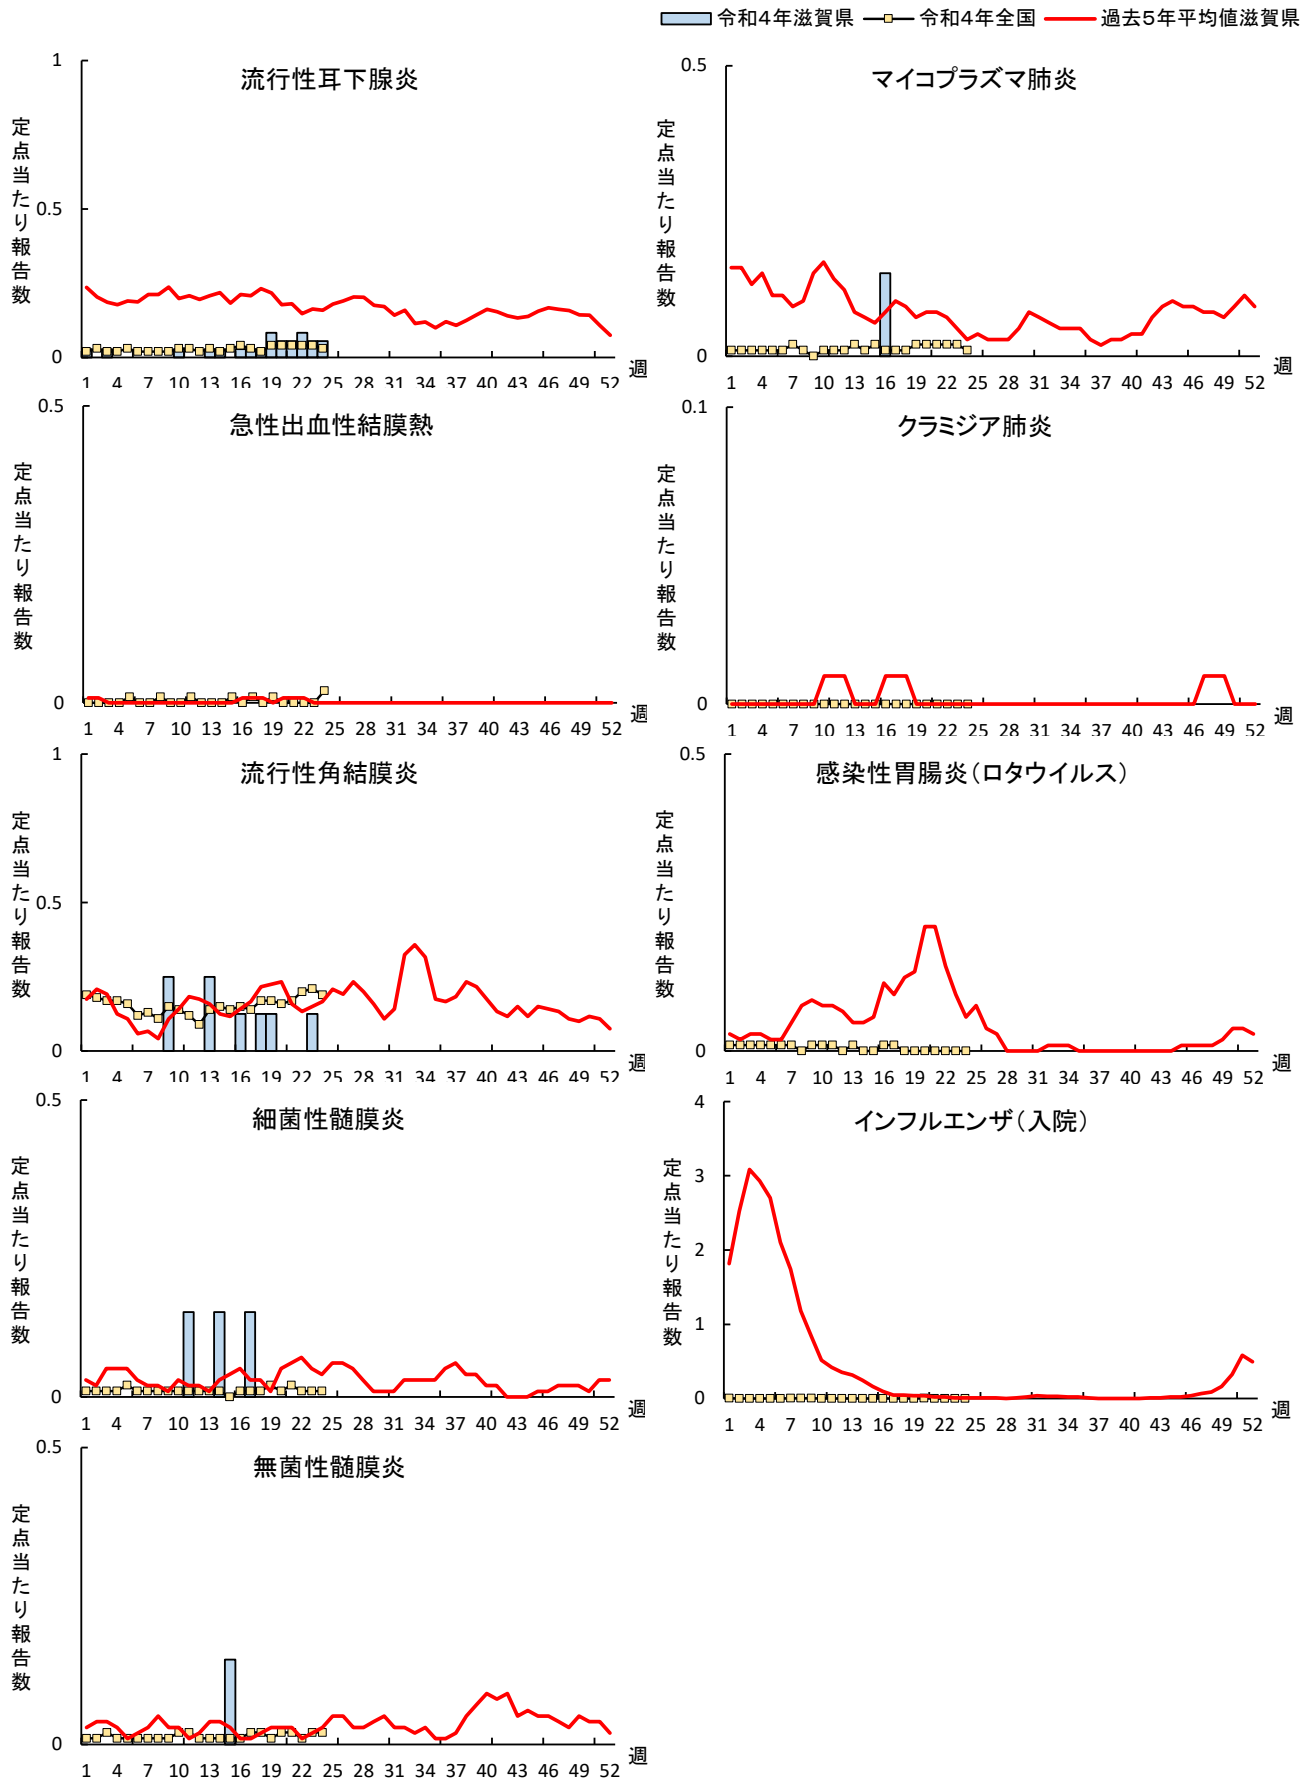 令和4年滋賀県 令和4年全国 過去5年平均値滋賀県
流行性耳下腺炎
定点当たり報告数
1
0.5
0
1 4 7 10 13 16 19 22 25 28 31 34 37 40 43 46 49 52 週
マイコプラズマ肺炎
定点当たり報告数
0.5
0
1 4 7 10 13 16 19 22 25 28 31 34 37 40 43 46 49 52 週
急性出血性結膜熱
定点当たり報告数
0.5
0
1 4 7 10 13 16 19 22 25 28 31 34 37 40 43 46 49 52 週
クラミジア肺炎
定点当たり報告数
0.1
0
1 4 7 10 13 16 19 22 25 28 31 34 37 40 43 46 49 52 週
流行性角結膜炎
定点当たり報告数
1
0.5
0
1 4 7 10 13 16 19 22 25 28 31 34 37 40 43 46 49 52 週
感染性胃腸炎(ロタウイルス)
定点当たり報告数
0.5
0
1 4 7 10 13 16 19 22 25 28 31 34 37 40 43 46 49 52 週
細菌性髄膜炎
定点当たり報告数
0.5
0
1 4 7 10 13 16 19 22 25 28 31 34 37 40 43 46 49 52 週
インフルエンザ(入院)
定点当たり報告数
4
3
2
1
0
1 4 7 10 13 16 19 22 25 28 31 34 37 40 43 46 49 52 週
無菌性髄膜炎
定点当たり報告数
0.5
0
1 4 7 10 13 16 19 22 25 28 31 34 37 40 43 46 49 52 週